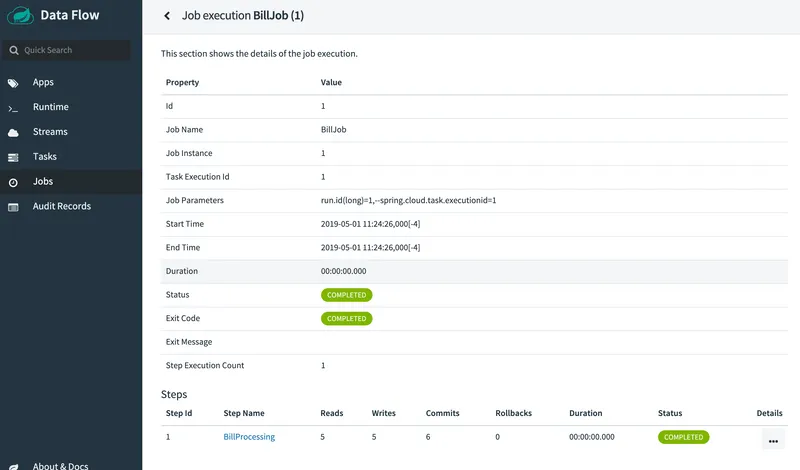 Data Flow
Quick Search
Apps
Runtime
Streams
Tasks
Jobs
Audit Records
About & Docs
Job execution BillJob (1)
This section shows the details of the job execution.
Property Value
Id 1
Job Name BillJob
Job Instance 1
Task Execution Id 1
Job Parameters run.id(long)=1,--spring.cloud.task.executionid=1
Start Time 2019-05-01 11:24:26,000[-4]
End Time 2019-05-01 11:24:26,000[-4]
Duration 00:00:00.000
Status COMPLETED
Exit Code COMPLETED
Exit Message
Step Execution Count 1
Steps
Step Id Step Name Reads Writes Commits Rollbacks Duration Status Details
1 BillProcessing 5 5 6 0 00:00:00.000 COMPLETED ...